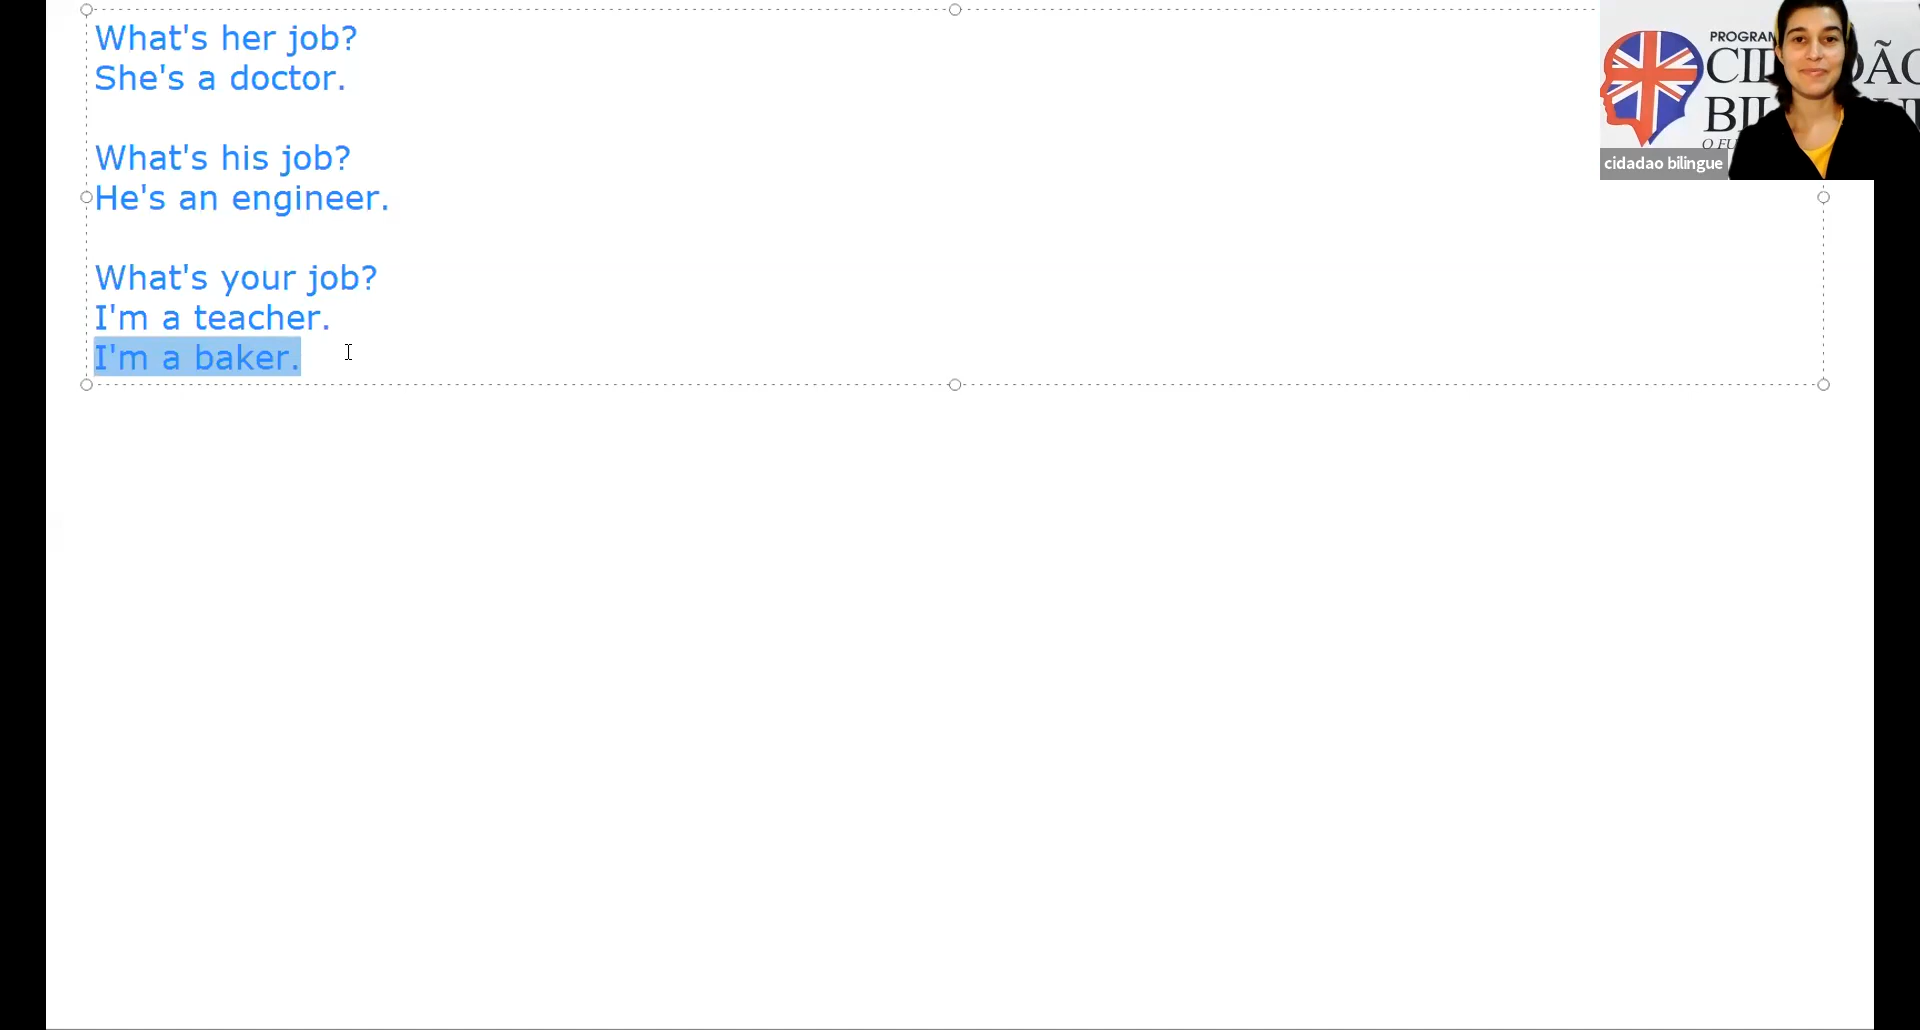 What's her job?
She's a doctor.
What's his job?
He's an engineer.
What's your job?
I'm a teacher.
I'm a baker.
cidadao bilingue